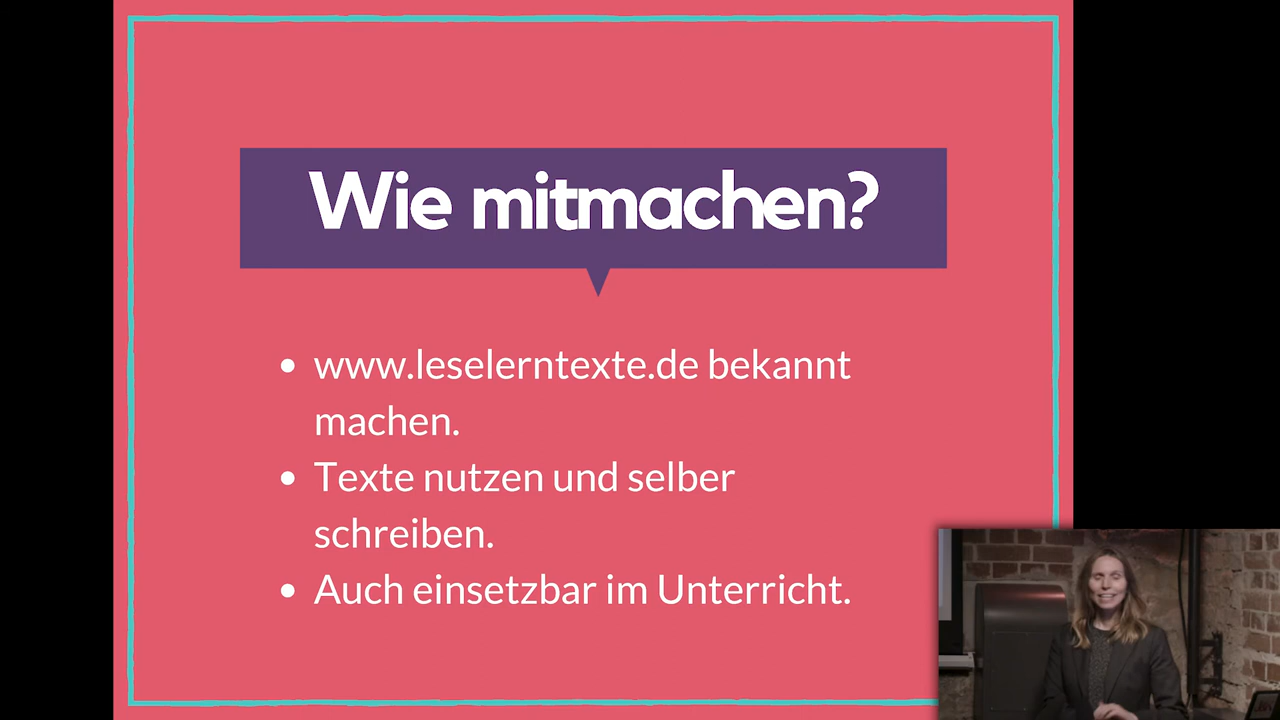 Wie mitmachen?
• www.leselerntexte.de bekannt
machen.
• Texte nutzen und selber
schreiben.
• Auch einsetzbar im Unterricht.